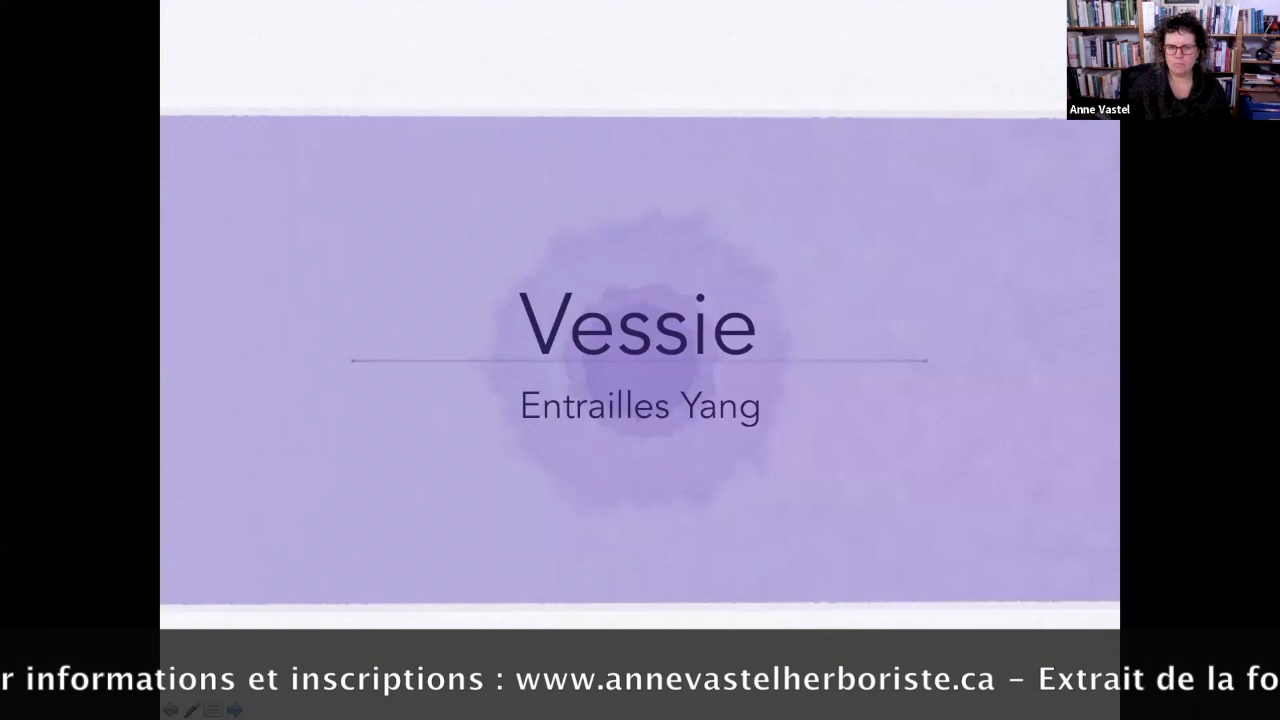 Anne Vastel
Vessie
Entrailles Yang
r informations et inscriptions : www.annevastelherboriste.ca – Extrait de la fo